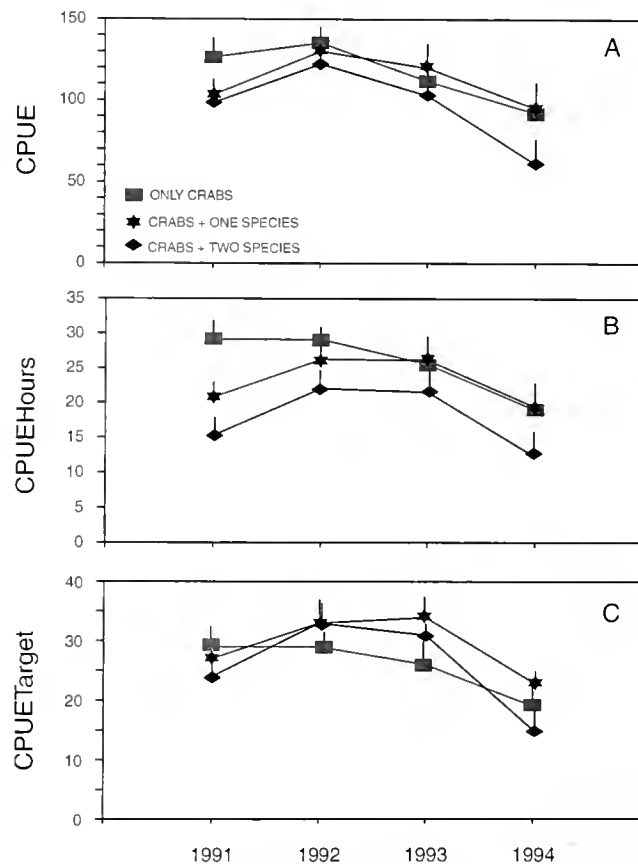 A
CPUE
150
100
50
0
ONLY CRABS
CRABS + ONE SPECIES
CRABS + TWO SPECIES
B
CPUEHours
35
30
25
20
15
10
5
0
C
CPUETarget
40
30
20
10
0
1991 1992 1993 1994